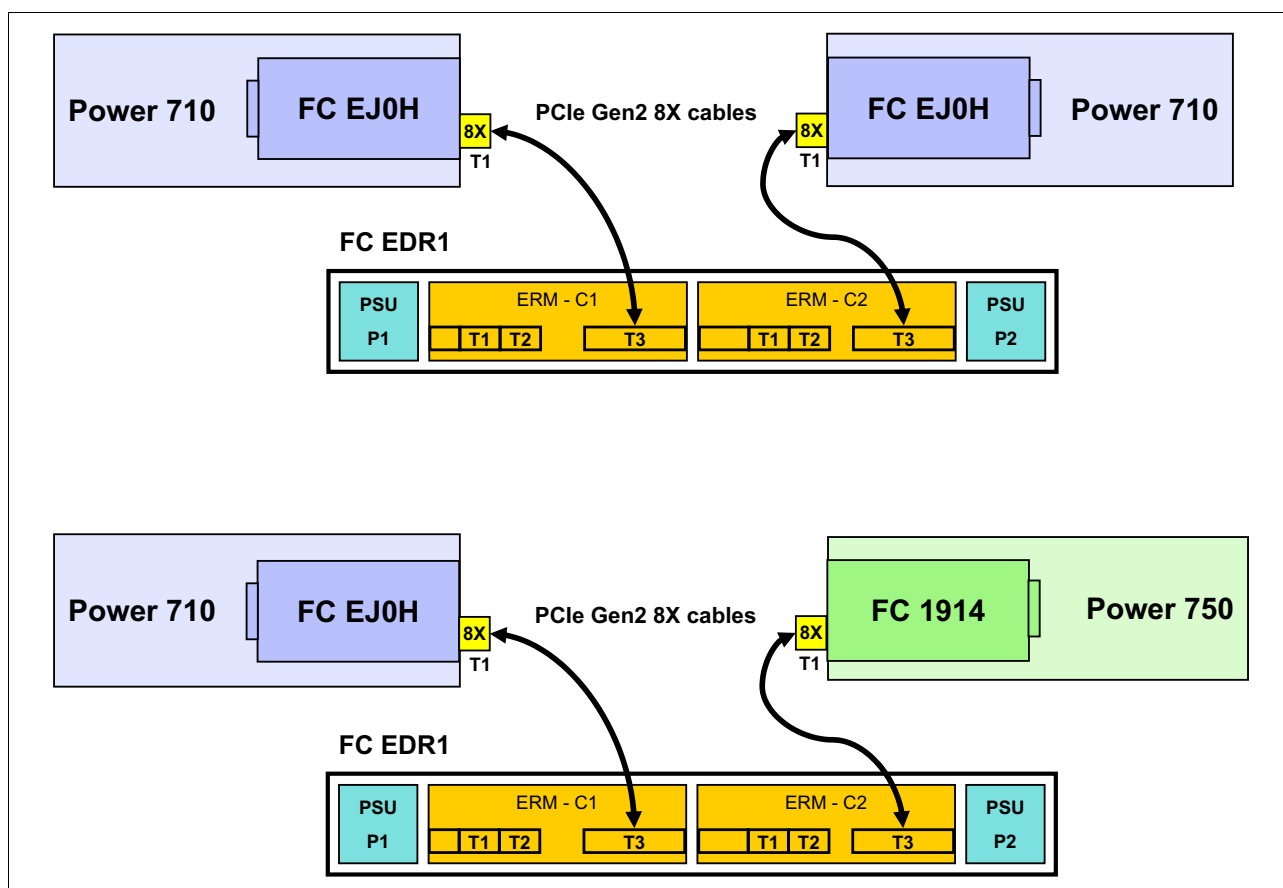 Power 710
FC EJ0H
8X
T1
PCIe Gen2 8X cables
8X
T1
FC EJ0H
Power 710
FC EDR1
PSU
P1
ERM - C1
T1
T2
T3
ERM - C2
T1
T2
T3
PSU
P2
Power 710
FC EJ0H
8X
T1
PCIe Gen2 8X cables
8X
T1
FC 1914
Power 750
FC EDR1
PSU
P1
ERM - C1
T1
T2
T3
ERM - C2
T1
T2
T3
PSU
P2